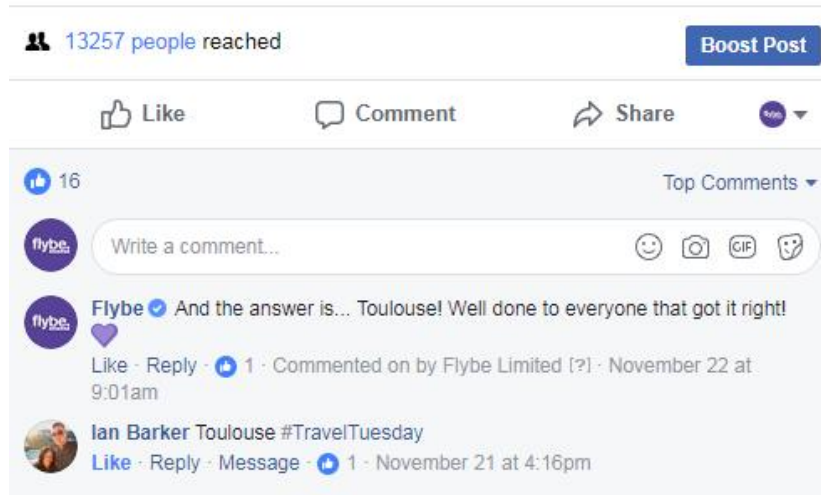 13257 people reached
Boost Post
Like
Comment
Share
flybe
16
Top Comments
flybe.
Write a comment...
GIF
flybe.
Flybe And the answer is... Toulouse! Well done to everyone that got it right!
Like · Reply · 1 · Commented on by Flybe Limited [?] · November 22 at
9:01am
Ian Barker Toulouse #TravelTuesday
Like · Reply · Message · 1 · November 21 at 4:16pm